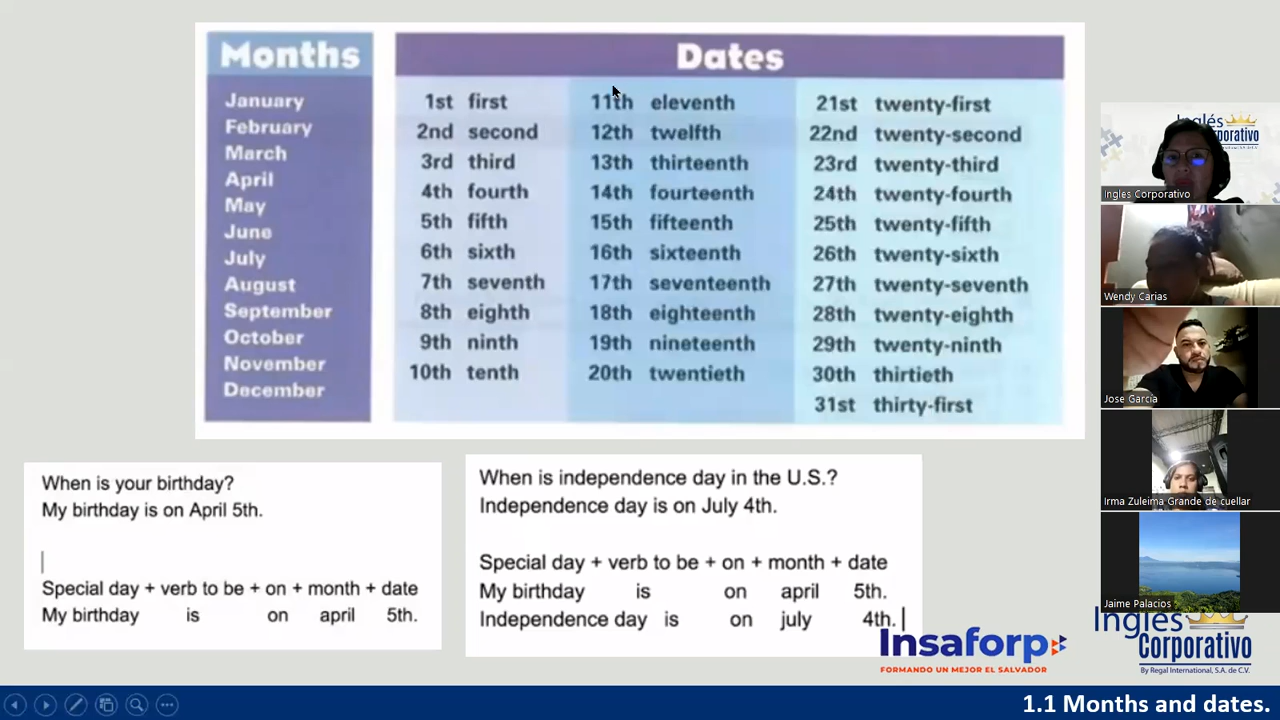 Months
January
February
March
April
May
June
July
August
September
October
November
December
Dates
1st first
2nd second
3rd third
4th fourth
5th fifth
6th sixth
7th seventh
8th eighth
9th ninth
10th tenth
11th eleventh
12th twelfth
13th thirteenth
14th fourteenth
15th fifteenth
16th sixteenth
17th seventeenth
18th eighteenth
19th nineteenth
20th twentieth
21st twenty-first
22nd twenty-second
23rd twenty-third
24th twenty-fourth
25th twenty-fifth
26th twenty-sixth
27th twenty-seventh
28th twenty-eighth
29th twenty-ninth
30th thirtieth
31st thirty-first
When is your birthday?
My birthday is on April 5th.
Special day + verb to be + on + month + date
My birthday is on april 5th.
When is independence day in the U.S.?
Independence day is on July 4th.
Special day + verb to be + on + month + date
My birthday is on april 5th.
Independence day is on july 4th.
Insaforp
FORMANDO UN MEJOR EL SALVADOR
Inglés
Corporativo
By Regal International, S.A. de C.V.
1.1 Months and dates.
Inglés
Ingles Corporativo
Wendy Carias
Jose García
Irma Zuleima Grande de cuellar
Jaime Palacios